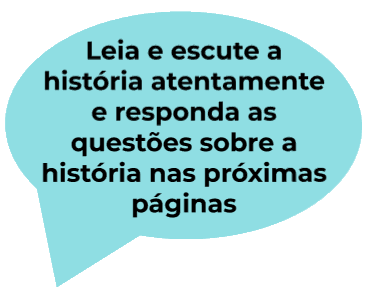 Leia e escute a
história atentamente
e responda as
questões sobre a
história nas próximas
páginas